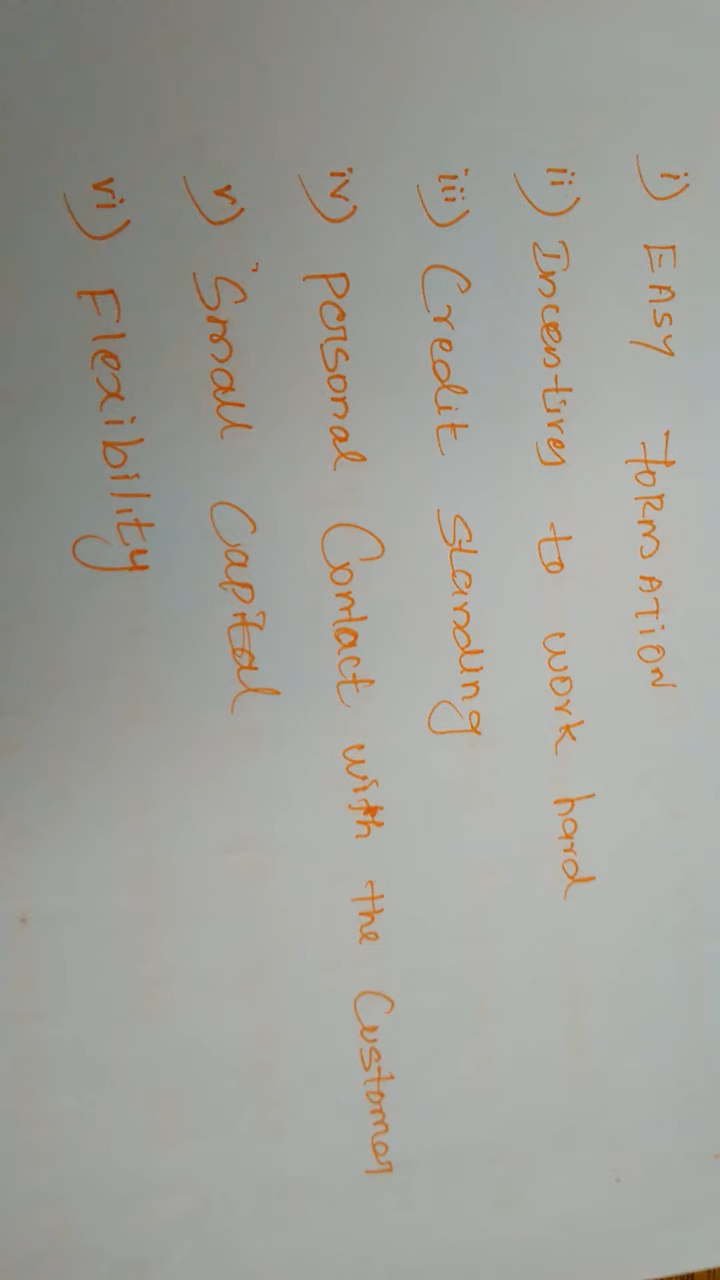 i) EASY FORMATION
ii) Incentives to work hard
iii) Credit standing
iv) Personal Contact with the Customer
v) Small Capital
vi) Flexibility